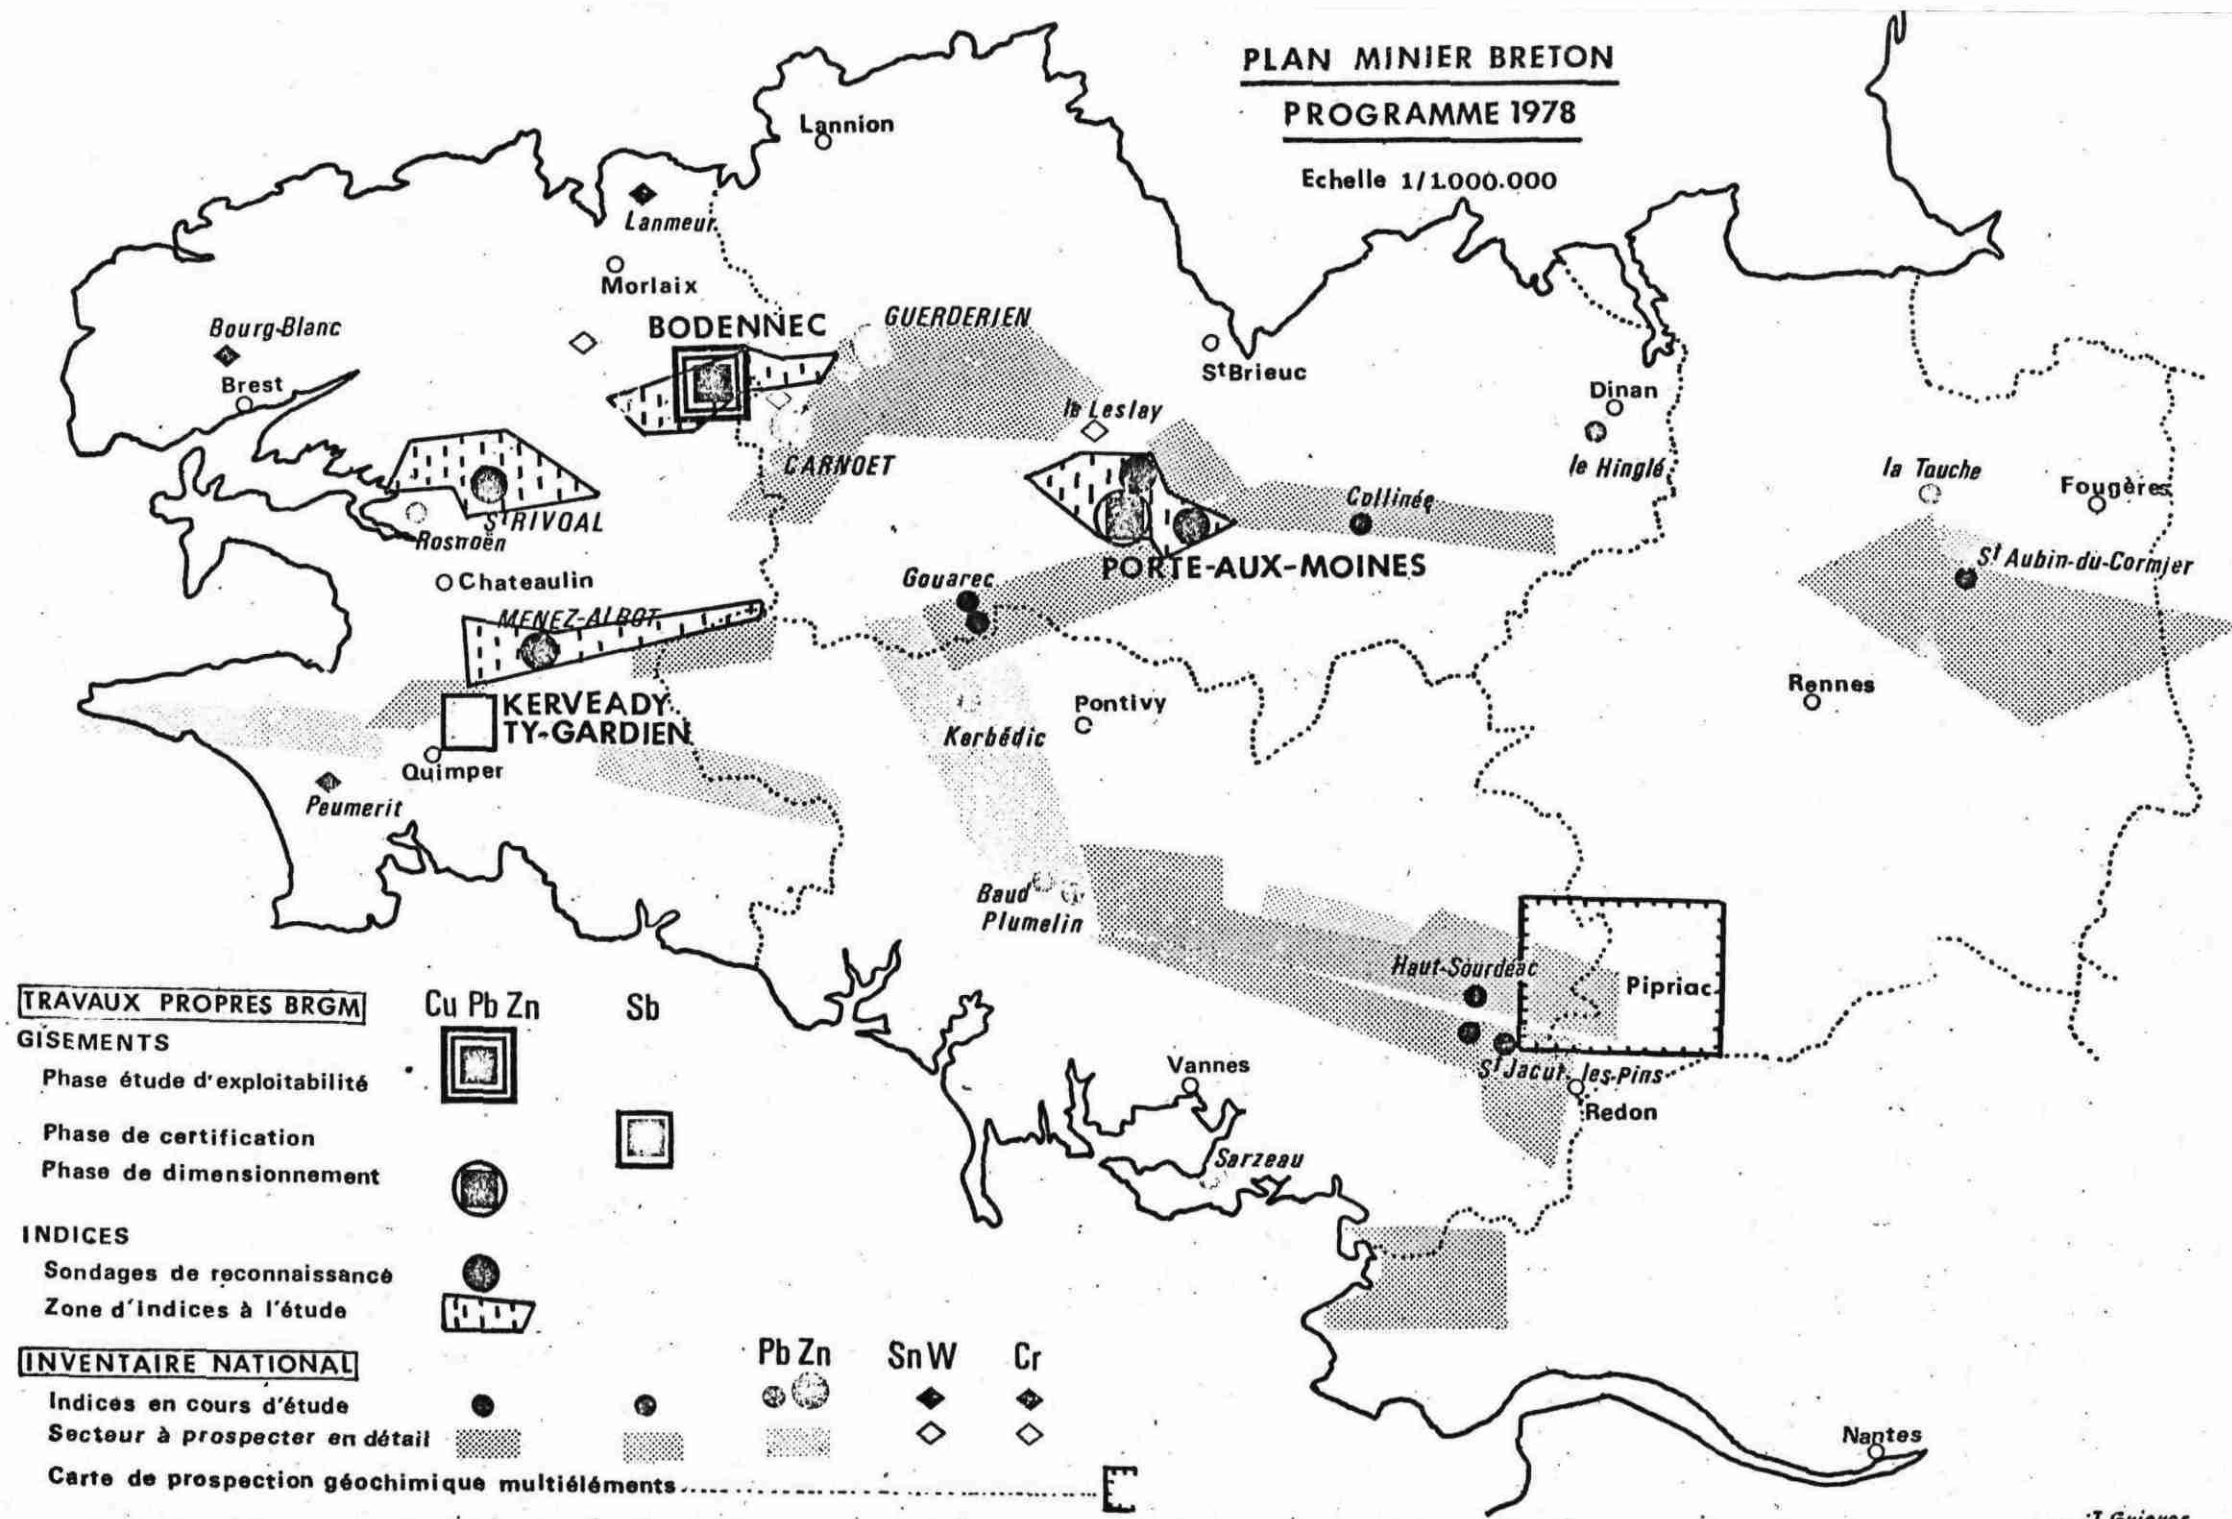 PLAN MINIER BRETON
PROGRAMME 1978
Echelle 1/1.000.000
Lannion
Lanmeur
Morlaix
Bourg-Blanc
Brest
BODENNEC
GUERDERIEN
St Brieuc
Dinan
le Hinglé
le Leslay
CARNOET
Collinée
la Touche
Fougères
St RIVOAL
Rosnoën
Chateaulin
PORTE-AUX-MOINES
St Aubin-du-Cormier
Gouarec
MENEZ-ALBOT
KERVEADY
TY-GARDIEN
Rennes
Pontivy
Kerbédic
Quimper
Peumerit
Baud
Plumelin
Haut-Sourdéac
Pipriac
St Jacut-les-Pins
Redon
Vannes
Sarzeau
Nantes
TRAVAUX PROPRES BRGM Cu Pb Zn Sb
GISEMENTS
Phase étude d'exploitabilité
Phase de certification
Phase de dimensionnement
INDICES
Sondages de reconnaissance
Zone d'indices à l'étude
INVENTAIRE NATIONAL Pb Zn Sn W Cr
Indices en cours d'étude
Secteur à prospecter en détail
Carte de prospection géochimique multiéléments